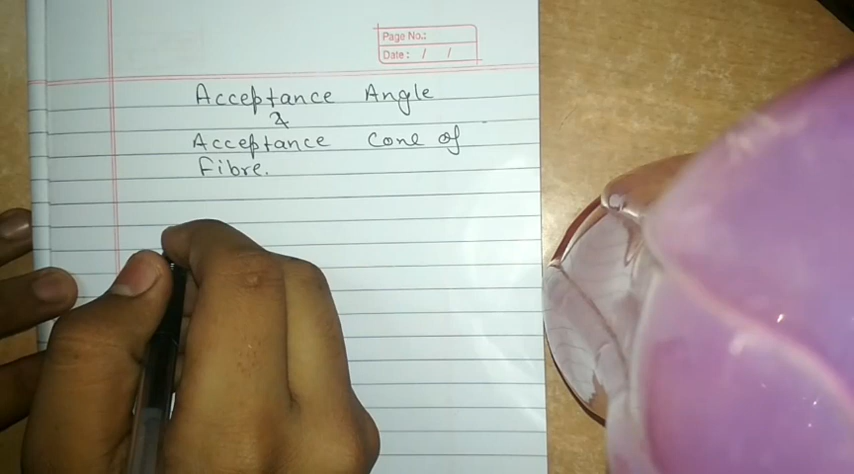 Page No.:
Date: / /
Acceptance Angle
&
Acceptance Cone of
Fibre.